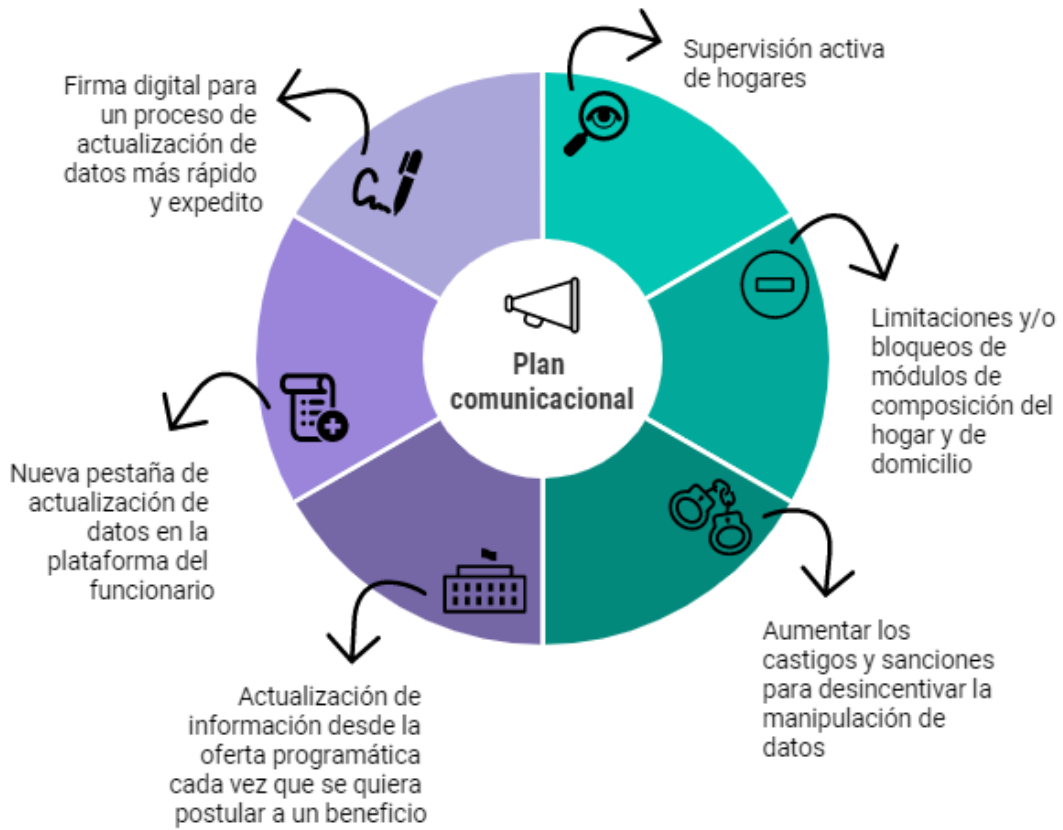 Supervisión activa
de hogares
Firma digital para
un proceso de
actualización de
datos más rápido
y expedito
Limitaciones y/o
bloqueos de
módulos de
composición del
hogar y de
domicilio
Plan
comunicacional
Nueva pestaña de
actualización de
datos en la
plataforma del
funcionario
Aumentar los
castigos y sanciones
para desincentivar la
manipulación de
datos
Actualización de
información desde la
oferta programática
cada vez que se quiera
postular a un beneficio